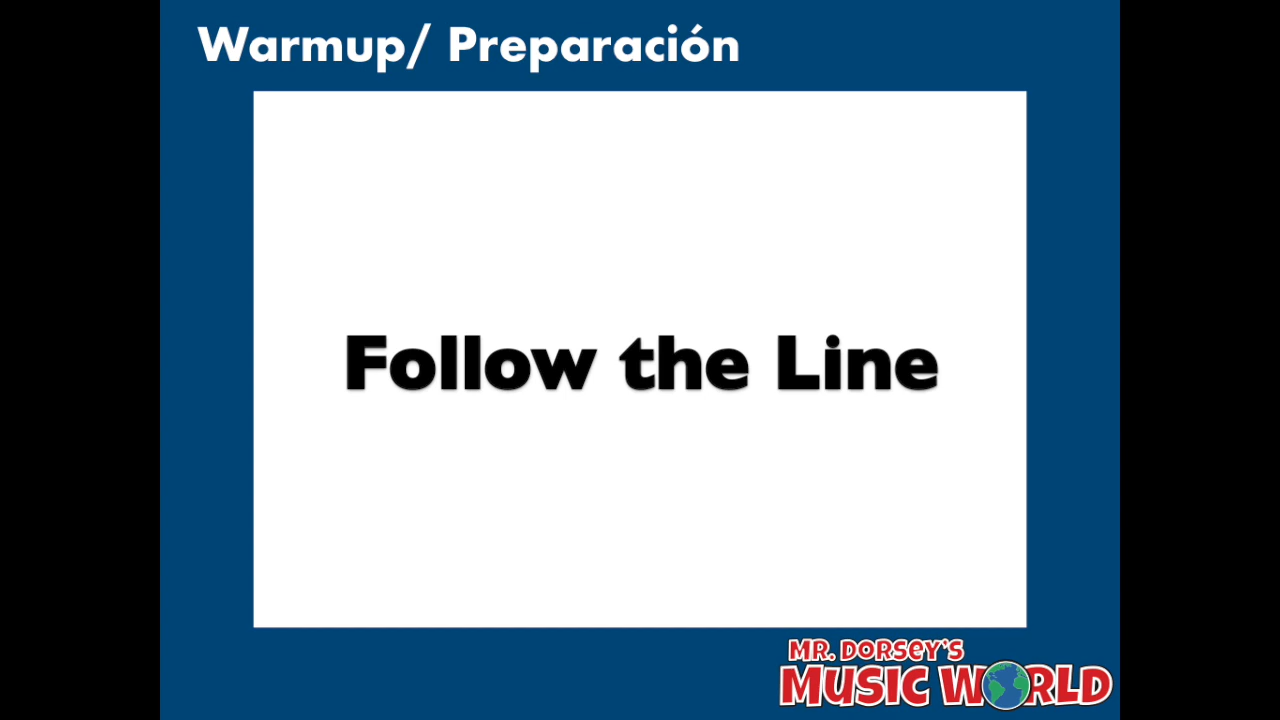 Warmup/ Preparación
Follow the Line
MR. DORSEY'S
MUSIC WORLD